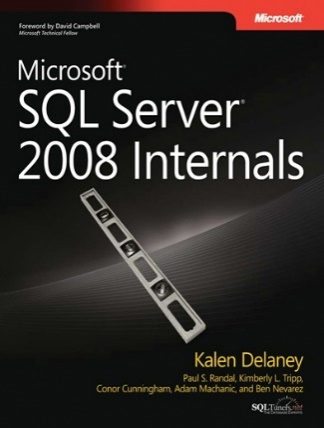 Foreword by David Campbell
Microsoft Technical Fellow
Microsoft
Microsoft®
SQL Server®
2008 Internals
Kalen Delaney
Paul S. Randal, Kimberly L. Tripp,
Conor Cunningham, Adam Machanic, and Ben Nevarez
SQLTuners.net